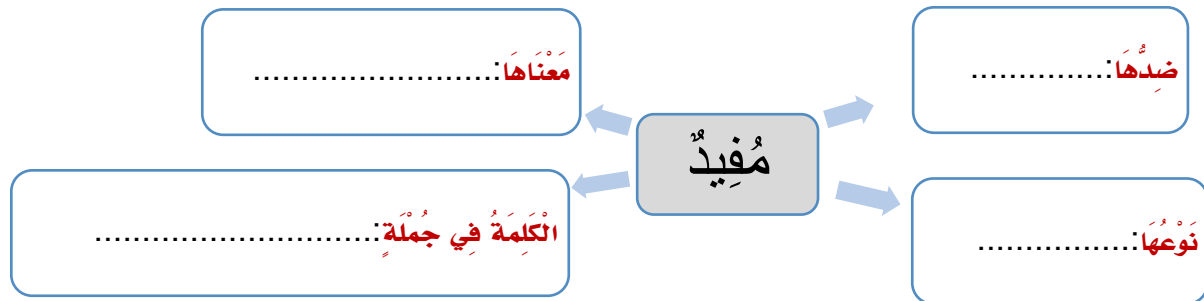 ضِدُّهَا:...............
مَعْنَاهَا:.........................
مُفِيدٌ
نَوْعُهَا:................
الْكَلِمَةُ فِي جُمْلَةٍ:.............................